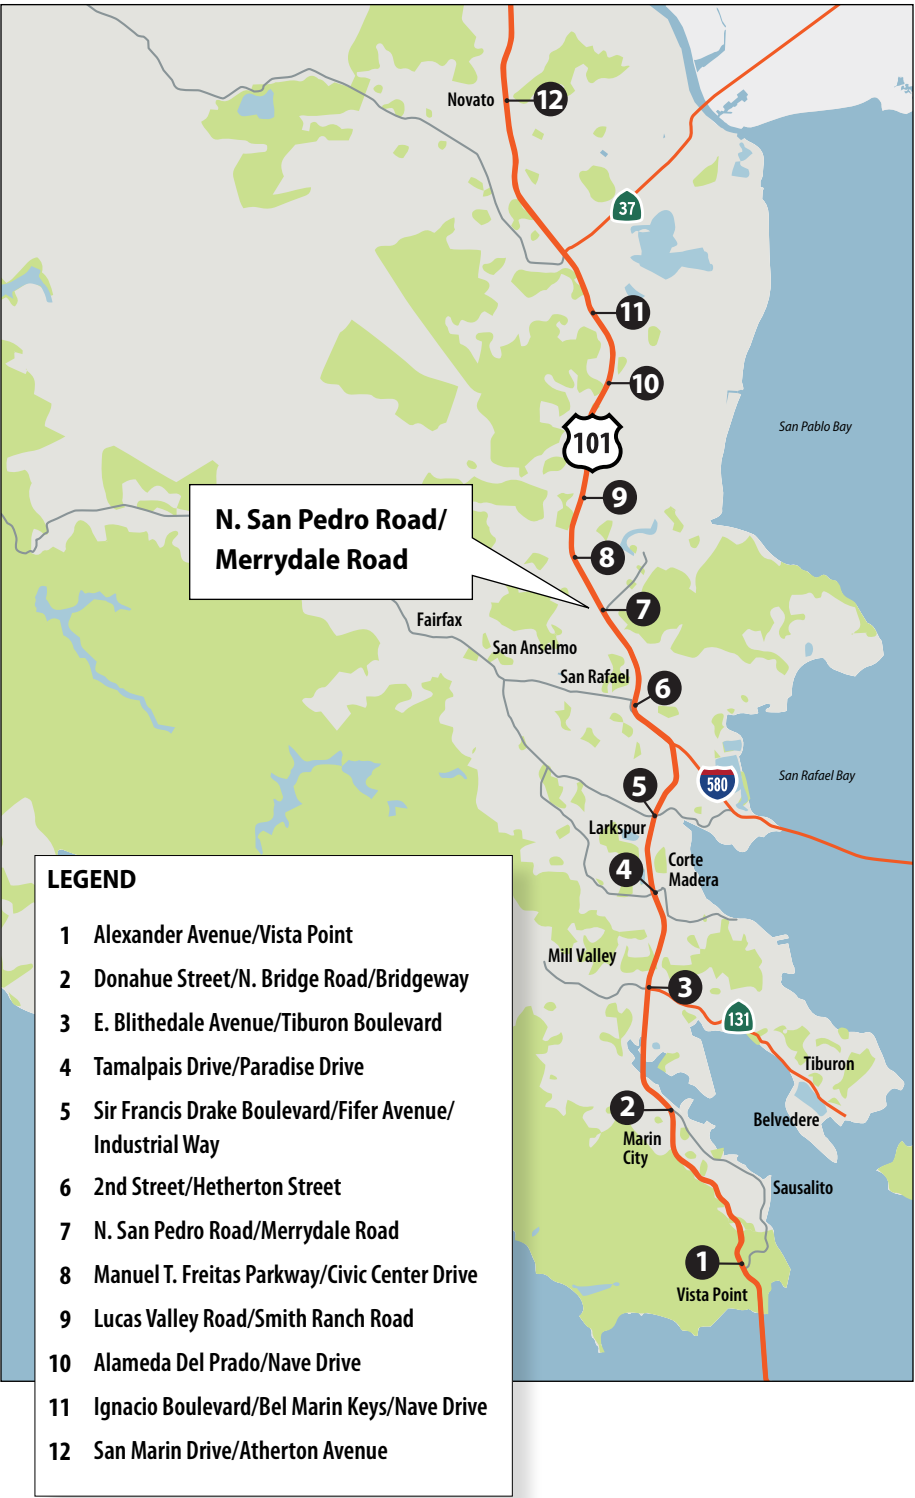 Novato
12
37
11
10
San Pablo Bay
101
9
N. San Pedro Road/
Merrydale Road
8
7
Fairfax
San Anselmo
San Rafael
6
San Rafael Bay
580
5
Larkspur
4
Corte
Madera
Mill Valley
3
131
Tiburon
2
Belvedere
Marin
City
Sausalito
1
Vista Point
LEGEND
1 Alexander Avenue/Vista Point
2 Donahue Street/N. Bridge Road/Bridgeway
3 E. Blithedale Avenue/Tiburon Boulevard
4 Tamalpais Drive/Paradise Drive
5 Sir Francis Drake Boulevard/Fifer Avenue/
Industrial Way
6 2nd Street/Hetherton Street
7 N. San Pedro Road/Merrydale Road
8 Manuel T. Freitas Parkway/Civic Center Drive
9 Lucas Valley Road/Smith Ranch Road
10 Alameda Del Prado/Nave Drive
11 Ignacio Boulevard/Bel Marin Keys/Nave Drive
12 San Marin Drive/Atherton Avenue